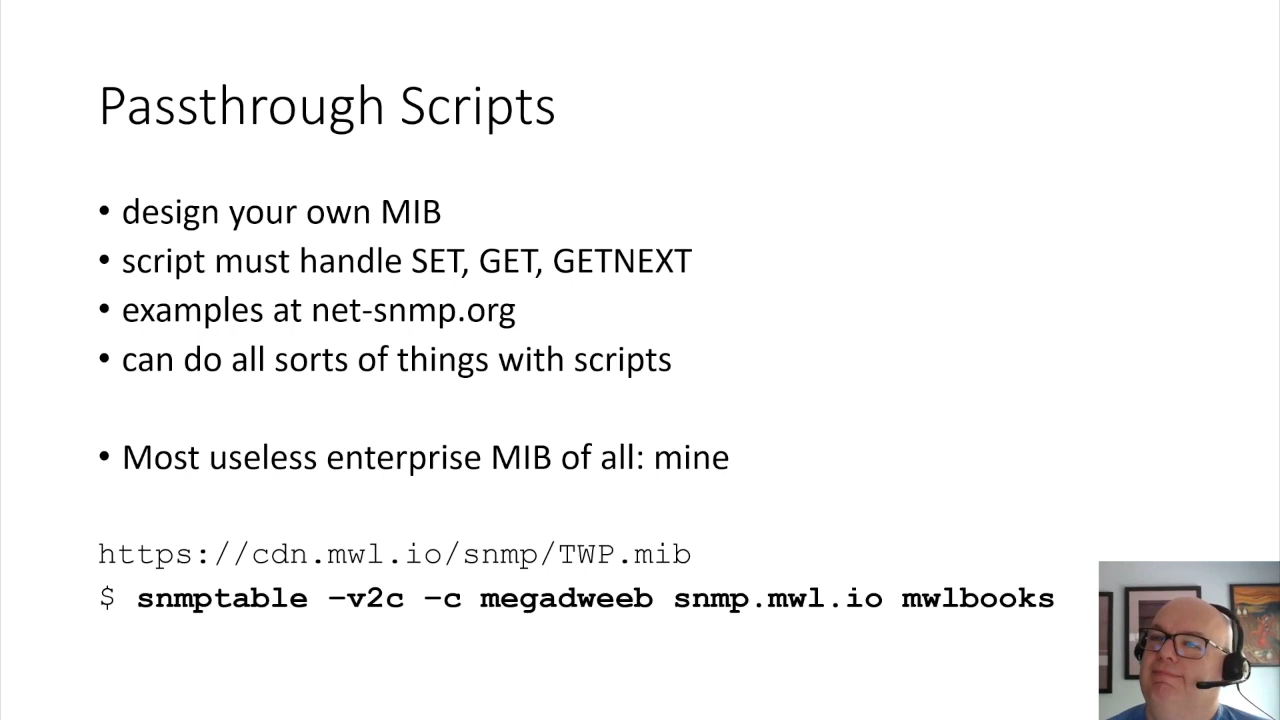 Passthrough Scripts
• design your own MIB
• script must handle SET, GET, GETNEXT
• examples at net-snmp.org
• can do all sorts of things with scripts
• Most useless enterprise MIB of all: mine
https://cdn.mwl.io/snmp/TWP.mib
$ snmptable –v2c –c megadweeb snmp.mwl.io mwlbooks